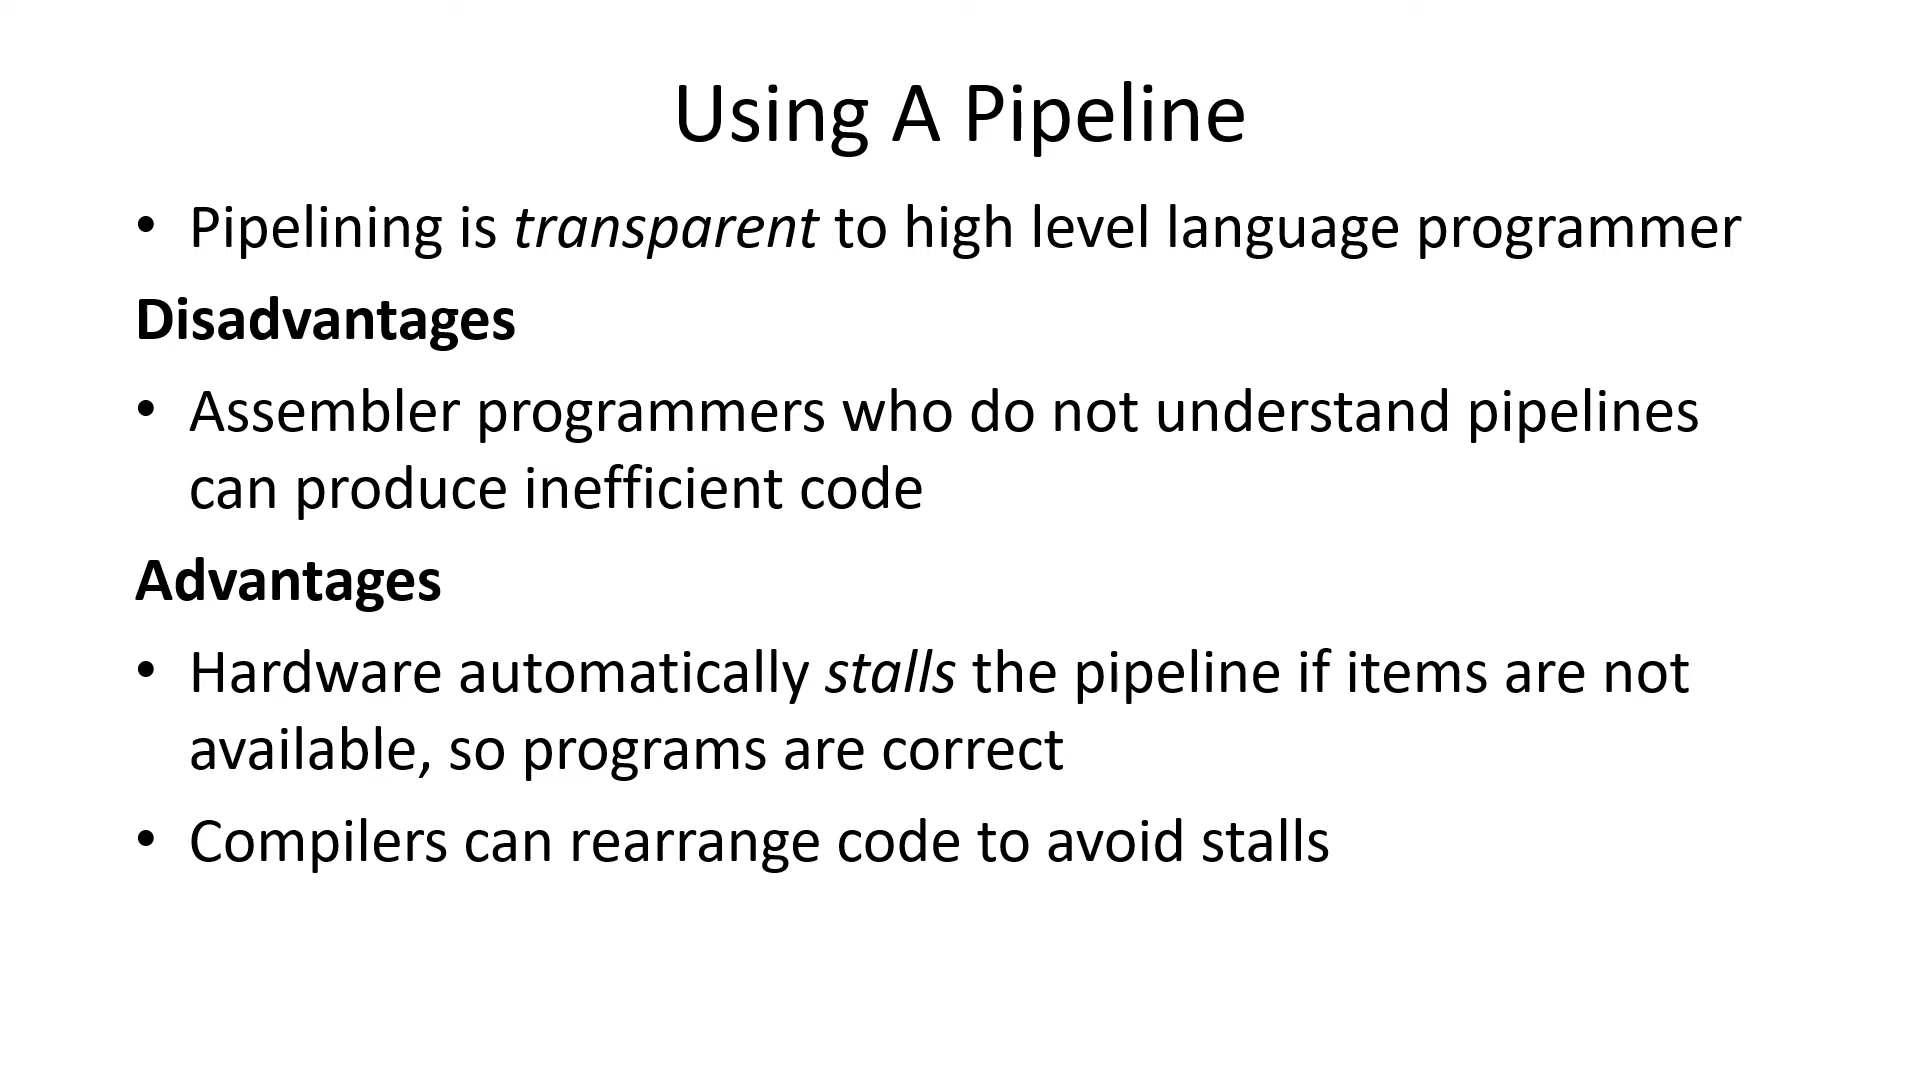 Using A Pipeline
• Pipelining is transparent to high level language programmer
Disadvantages
• Assembler programmers who do not understand pipelines
can produce inefficient code
Advantages
• Hardware automatically stalls the pipeline if items are not
available, so programs are correct
• Compilers can rearrange code to avoid stalls